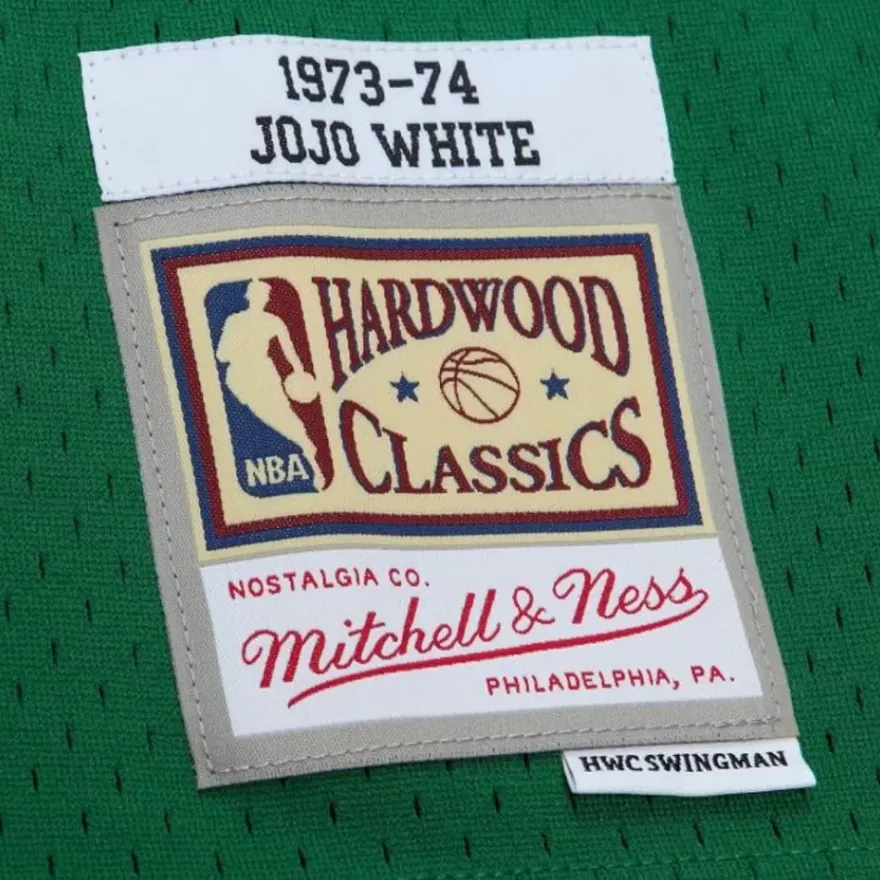 1973-74
JOJO WHITE
HARDWOOD
CLASSICS
NBA
NOSTALGIA CO.
Mitchell & Ness
PHILADELPHIA, PA.
HWC SWINGMAN